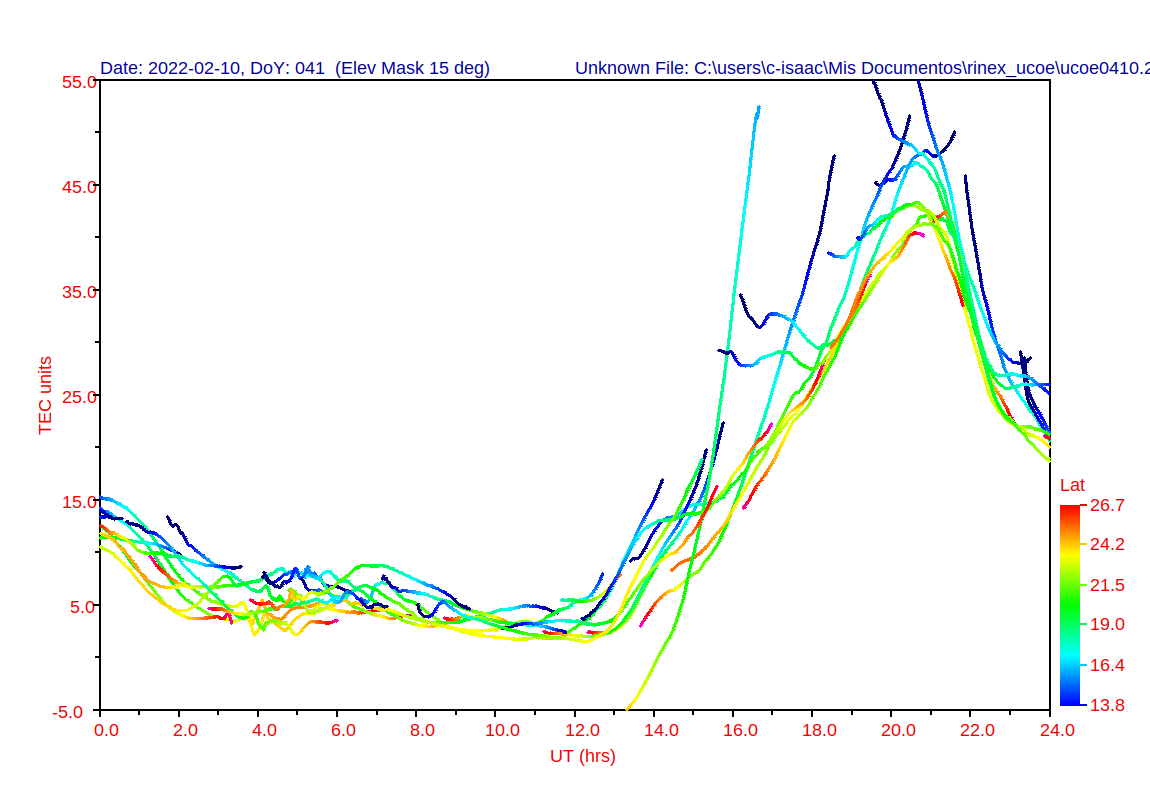 Date: 2022-02-10, DoY: 041  (Elev Mask 15 deg)
Unknown File: C:\users\c-isaac\Mis Documentos\rinex_ucoe\ucoe0410.2
55.0
45.0
35.0
25.0
15.0
5.0
-5.0
TEC units
0.0 2.0 4.0 6.0 8.0 10.0 12.0 14.0 16.0 18.0 20.0 22.0 24.0
UT (hrs)
Lat
26.7
24.2
21.5
19.0
16.4
13.8